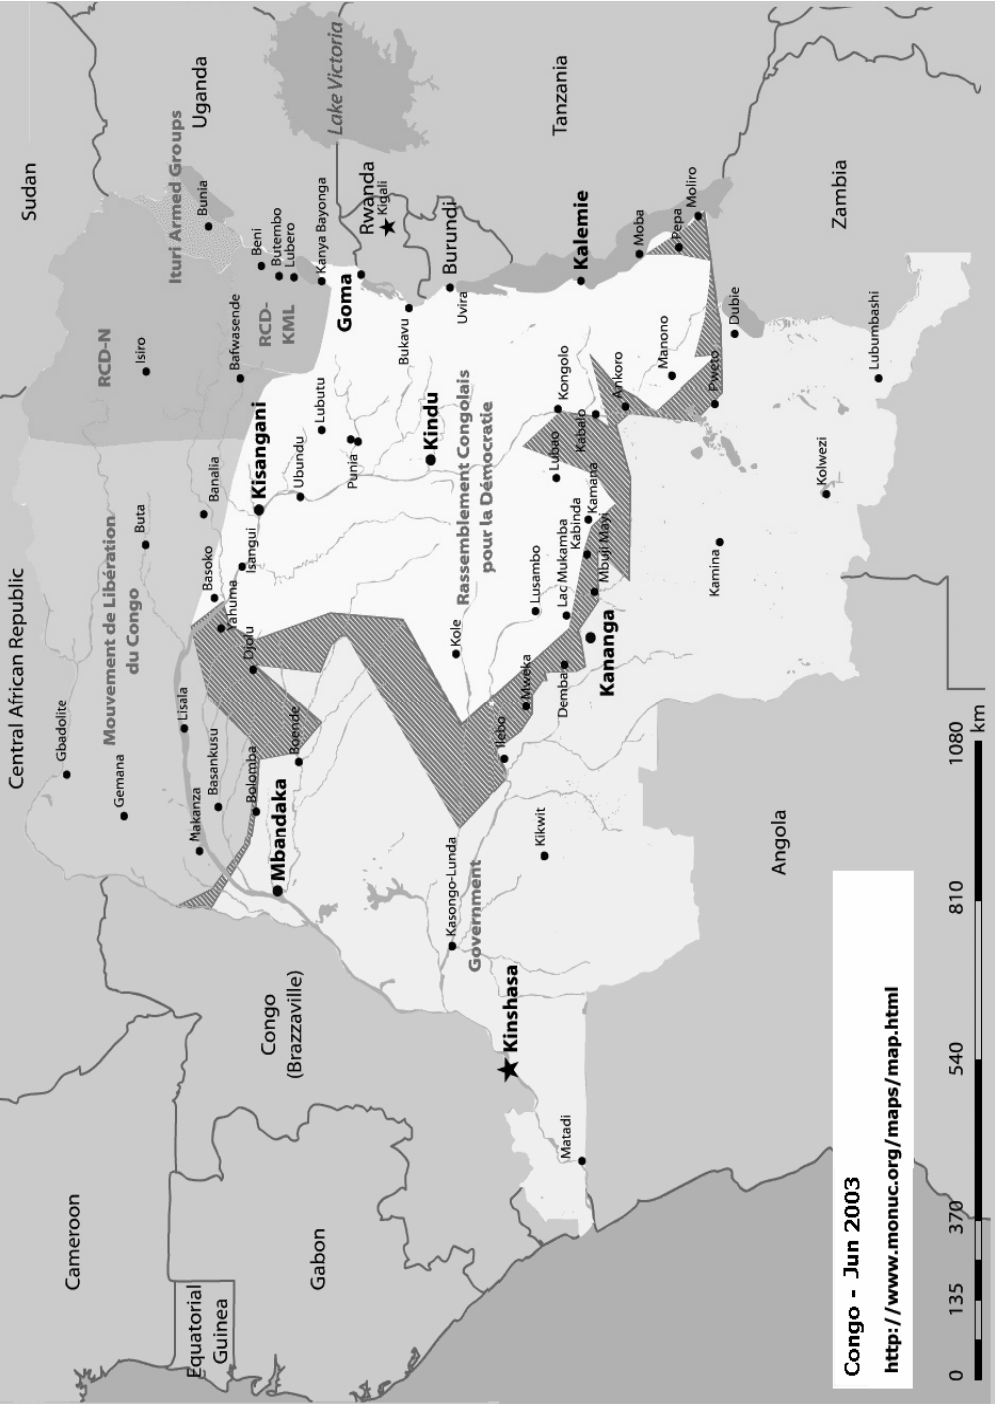 Sudan
Central African Republic
Cameroon
Uganda
Ituri Armed Groups
Bunia
RCD-N
Isiro
Mouvement de Libération
du Congo
Buta
Gbadolite
Gemana
Beni
Butembo
Lubero
Kanya Bayonga
RCD-
KML
Bafwasende
Banalia
Basoko
Yahuma
Isangui
Djolu
Lisala
Basankusu
Makanza
Bolomba
Boende
Mbandaka
Lake Victoria
Rwanda
Kigali
Goma
Bukavu
Burundi
Uvira
Kisangani
Lubutu
Ubundu
Punia
Kindu
Rassemblement Congolais
pour la Démocratie
Kole
Equatorial
Guinea
Gabon
Congo
(Brazzaville)
Tanzania
Kalemie
Moba
Pepa
Moliro
Kongolo
Kabalo
Ankoro
Manono
Pweto
Dubie
Lubao
Kamana
Kabinda
Mbuji Mayi
Lac Mukamba
Lusambo
Kananga
Demba
Mweka
Ilebo
Kikwit
Kasongo-Lunda
Government
Kinshasa
Matadi
Zambia
Lubumbashi
Kolwezi
Kamina
Angola
Congo - Jun 2003
http://www.monuc.org/maps/map.html
0 135 370 540 810 1080
km